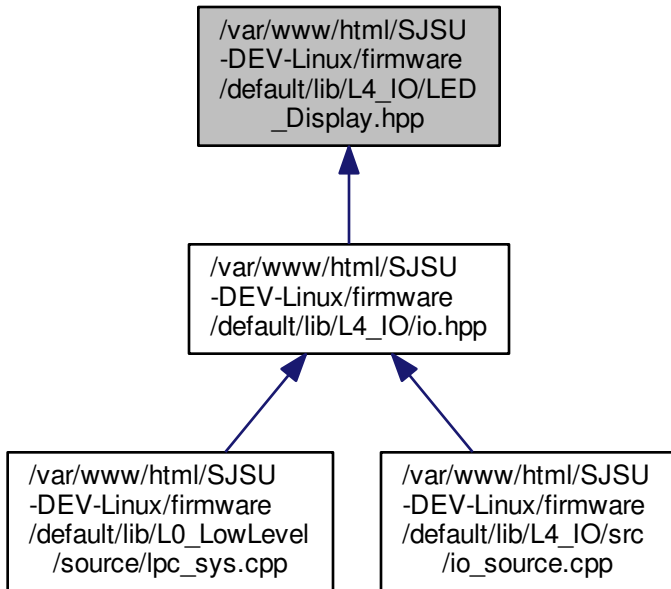 /var/www/html/SJSU
-DEV-Linux/firmware
/default/lib/L4_IO/LED
_Display.hpp
/var/www/html/SJSU
-DEV-Linux/firmware
/default/lib/L4_IO/io.hpp
/var/www/html/SJSU
-DEV-Linux/firmware
/default/lib/L0_LowLevel
/source/lpc_sys.cpp
/var/www/html/SJSU
-DEV-Linux/firmware
/default/lib/L4_IO/src
/io_source.cpp